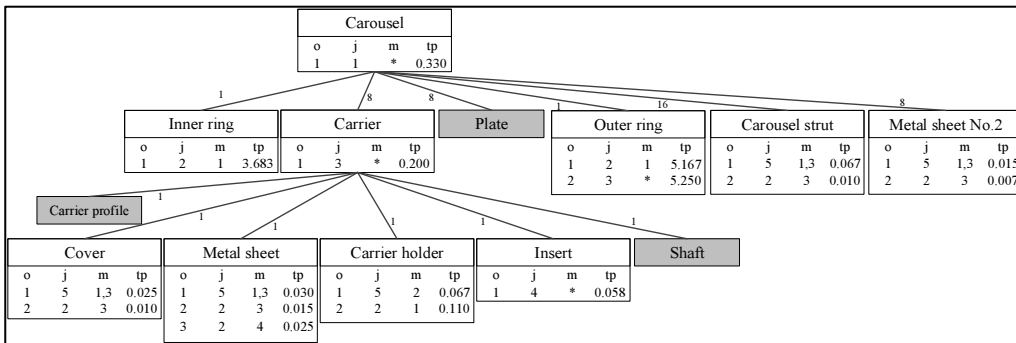 Carousel
o j m tp
1 1 * 0.330
1 8 8 1 16 8
Inner ring
o j m tp
1 2 1 3.683
Carrier
o j m tp
1 3 * 0.200
Plate
Outer ring
o j m tp
1 2 1 5.167
2 3 * 5.250
Carousel strut
o j m tp
1 5 1,3 0.067
2 2 3 0.010
Metal sheet No.2
o j m tp
1 5 1,3 0.015
2 2 3 0.007
1 1 1 1 1 1
Carrier profile
Cover
o j m tp
1 5 1,3 0.025
2 2 3 0.010
Metal sheet
o j m tp
1 5 1,3 0.030
2 2 3 0.015
3 2 4 0.025
Carrier holder
o j m tp
1 5 2 0.067
2 2 1 0.110
Insert
o j m tp
1 4 * 0.058
Shaft